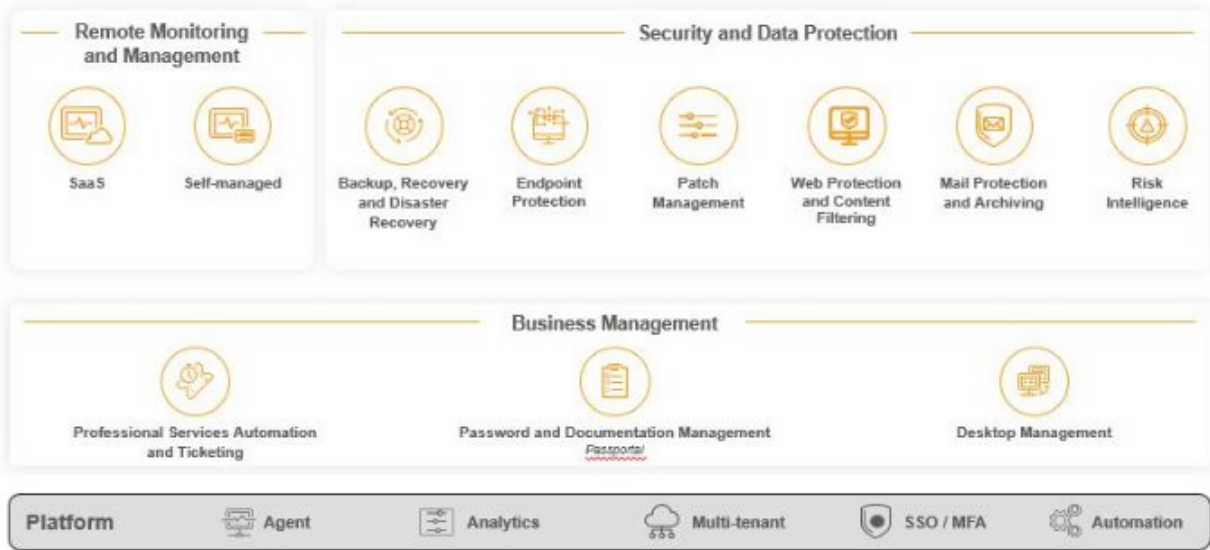 Remote Monitoring
and Management
SaaS
Self-managed
Security and Data Protection
Backup, Recovery
and Disaster
Recovery
Endpoint
Protection
Patch
Management
Web Protection
and Content
Filtering
Mail Protection
and Archiving
Risk
Intelligence
Business Management
Professional Services Automation
and Ticketing
Password and Documentation Management
Passportal
Desktop Management
Platform
Agent
Analytics
Multi-tenant
SSO / MFA
Automation